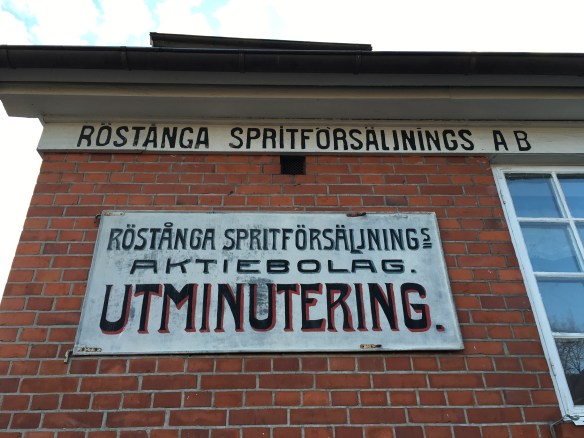 RÖSTÅNGA SPRITFÖRSÄLJNINGS AB
RÖSTÅNGA SPRITFÖRSÄLJNINGS=
AKTIEBOLAG.
UTMINUTERING.